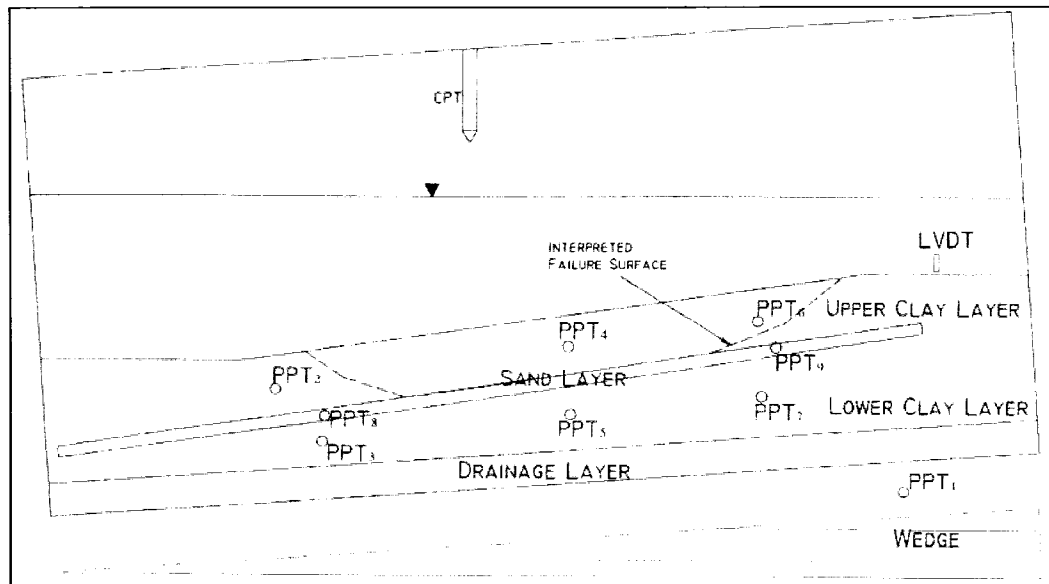 CPT
LVDT
INTERPRETED
FAILURE SURFACE
PPT6
UPPER CLAY LAYER
PPT4
PPT9
SAND LAYER
PPT2
PPT7
LOWER CLAY LAYER
PPT8
PPT5
PPT3
DRAINAGE LAYER
PPT1
WEDGE